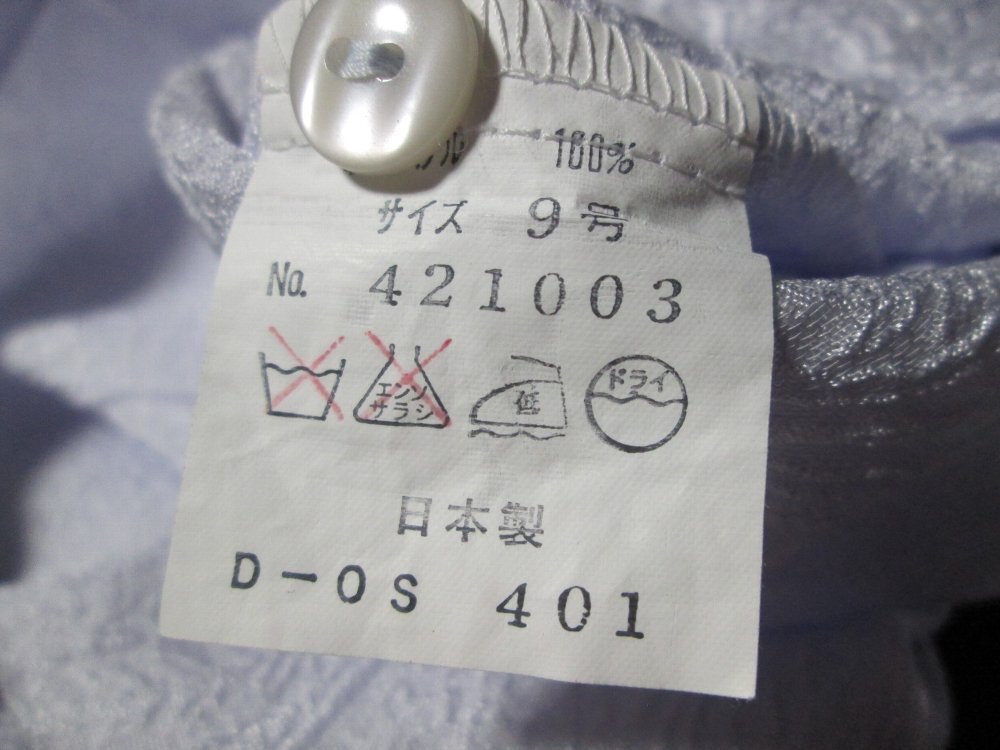 100%
サイズ 9号
No. 421003
エンソ
サラシ
低
ドライ
日本製
D-OS 401